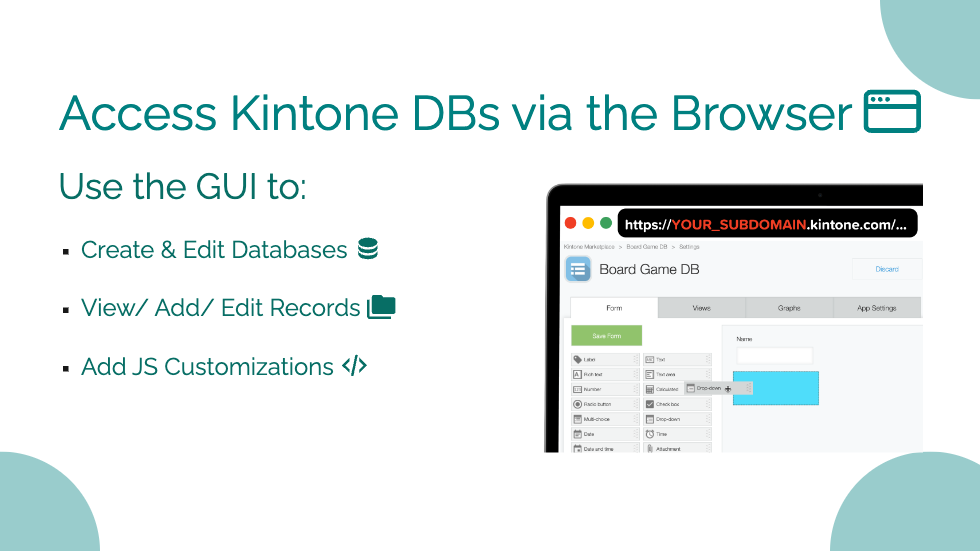 Access Kintone DBs via the Browser
Use the GUI to:
▪ Create & Edit Databases
▪ View/ Add/ Edit Records
▪ Add JS Customizations </>
https://YOUR_SUBDOMAIN.kintone.com/...
Kintone Marketplace > Board Game DB > Settings
Board Game DB
Discard
Form Views Graphs App Settings
Save Form
Name
Label Text
Rich text Text area
Number Calculated Drop-down
Radio button Check box
Multi-choice Drop-down
Date Time
Date and time Attachment